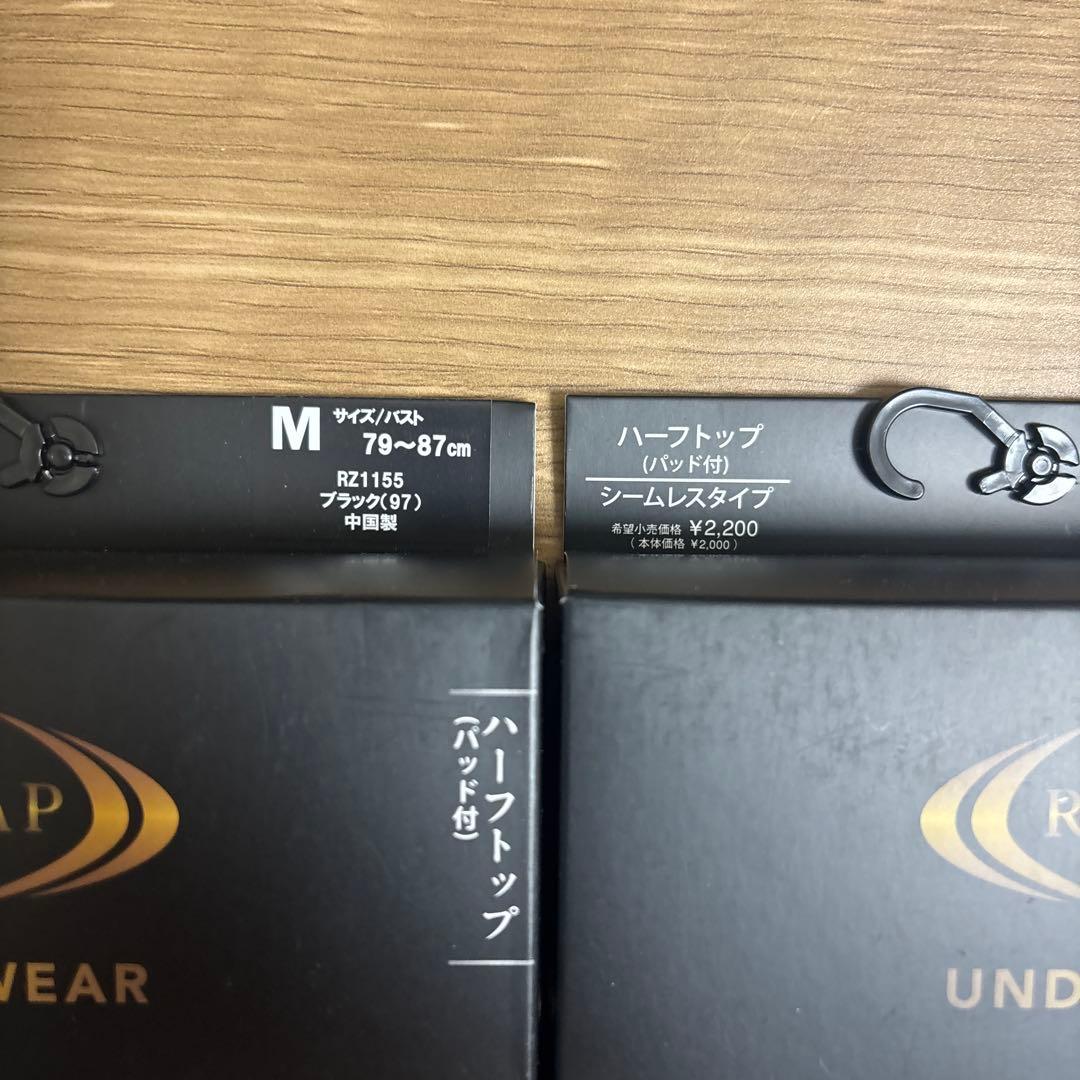 M サイズ/バスト
79〜87cm
RZ1155
ブラック(97)
中国製
ハーフトップ
(パッド付)
シームレスタイプ
希望小売価格 ¥2,200
( 本体価格 ¥2,000 )
ハーフトップ
(パッド付)
AP
WEAR
R
UND